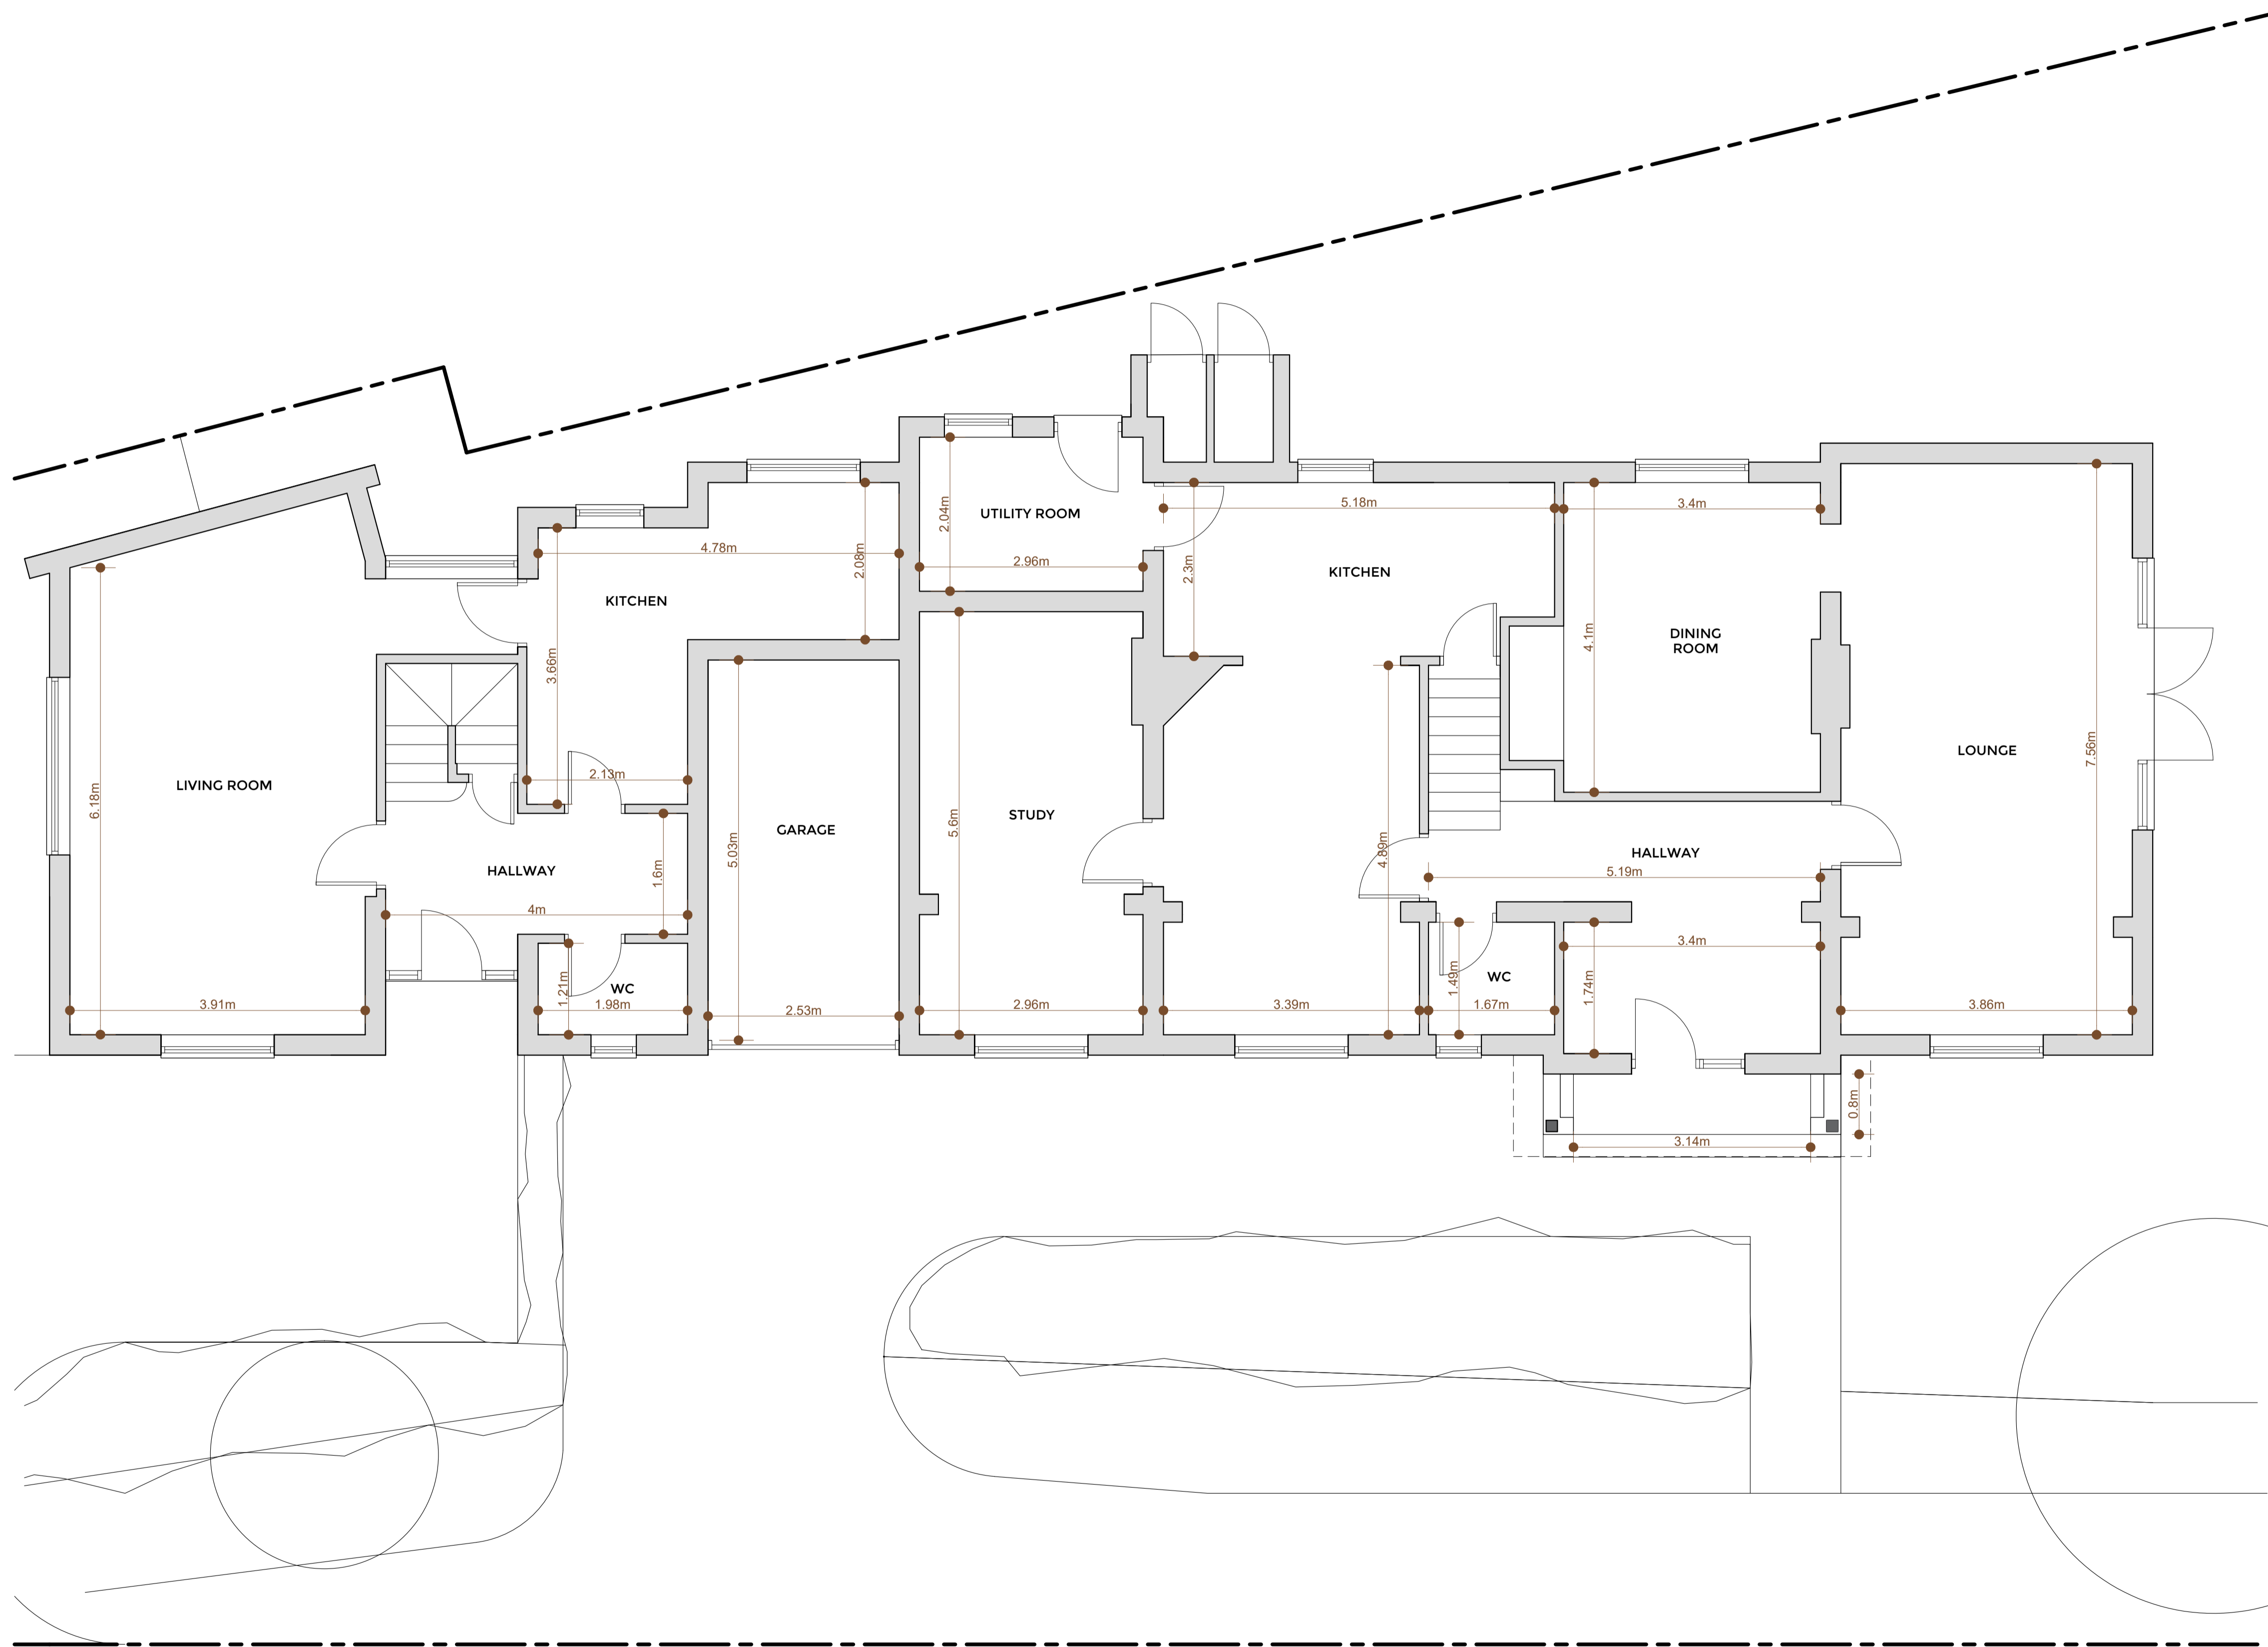 5.18m
3.4m
2.04m
UTILITY ROOM
4.78m
2.08m
2.96m
2.3m
KITCHEN
KITCHEN
3.66m
4.1m
DINING
ROOM
7.56m
LOUNGE
2.13m
LIVING ROOM
6.18m
5.03m
GARAGE
5.6m
STUDY
4.89m
HALLWAY
HALLWAY
1.6m
5.19m
4m
3.4m
1.21m
WC
1.49m
WC
1.74m
3.91m
1.98m
2.53m
2.96m
3.39m
1.67m
3.86m
0.8m
3.14m